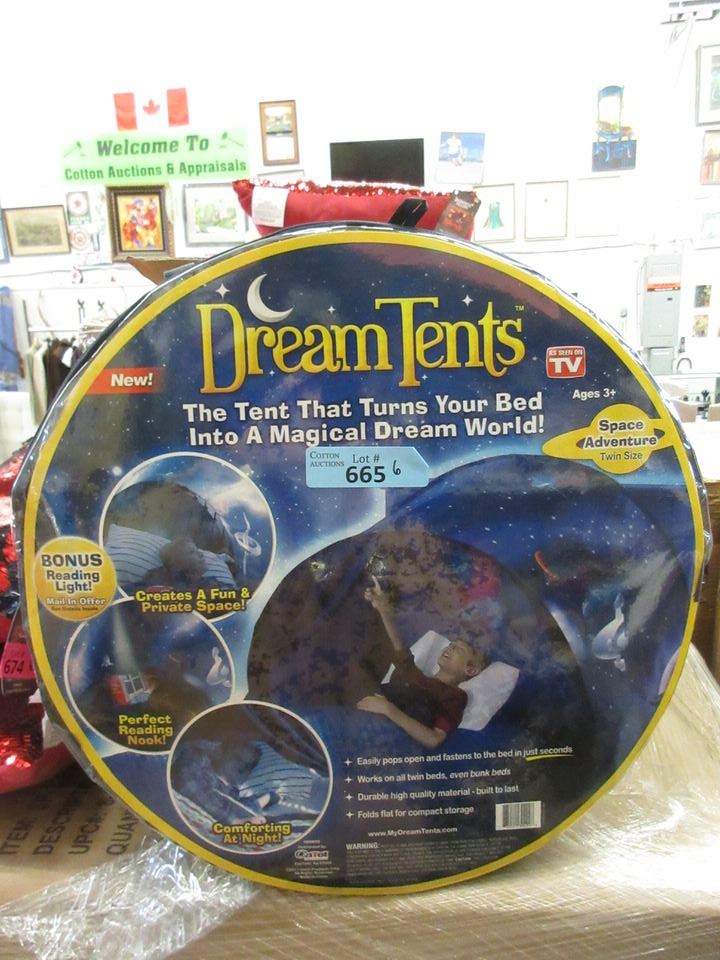 Welcome To
Cotton Auctions & Appraisals
Dream Tents™
AS SEEN ON
TV
New!
Ages 3+
The Tent That Turns Your Bed
Into A Magical Dream World!
Space
Adventure
Twin Size
COTTON
AUCTIONS
Lot #
665 6
BONUS
Reading
Light!
Mail-In Offer
Creates A Fun &
Private Space!
674
Perfect
Reading
Nook!
Comforting
At Night!
Easily pops open and fastens to the bed in just seconds
Works on all twin beds, even bunk beds
Durable high quality material - built to last
Folds flat for compact storage
www.MyDreamTents.com
WARNING: